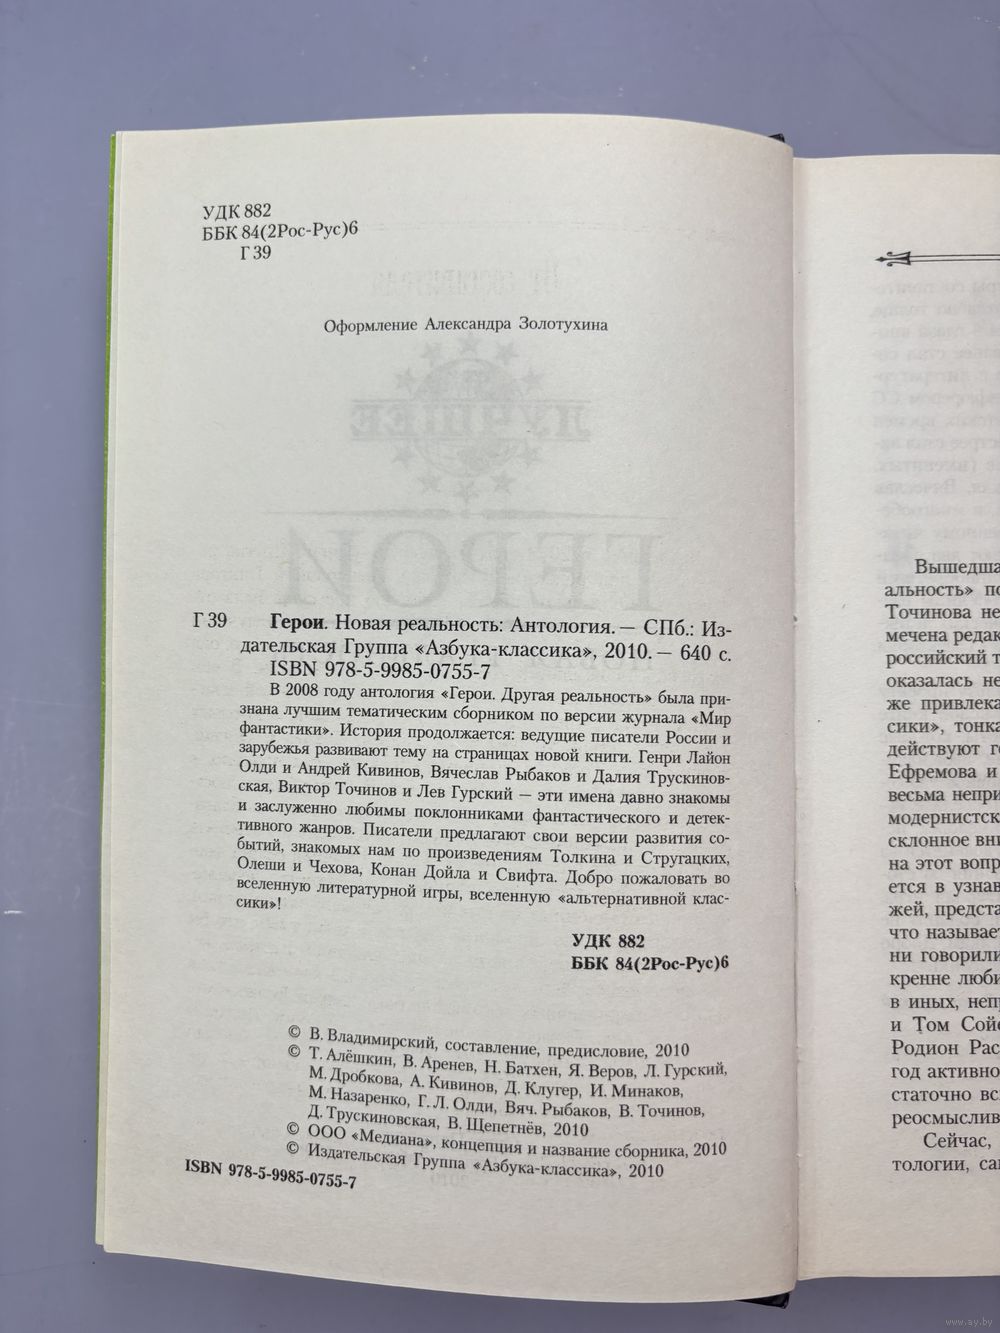 УДК 882
ББК 84(2Рос-Рус)6
Г 39
Оформление Александра Золотухина
ЛУЧШЕЕ
ГЕРОИ
Г 39 Герои. Новая реальность: Антология. — СПб.: Из-
дательская Группа «Азбука-классика», 2010. — 640 с.
ISBN 978-5-9985-0755-7
В 2008 году антология «Герои. Другая реальность» была при-
знана лучшим тематическим сборником по версии журнала «Мир
фантастики». История продолжается: ведущие писатели России и
зарубежья развивают тему на страницах новой книги. Генри Лайон
Олди и Андрей Кивинов, Вячеслав Рыбаков и Далия Трускинов-
ская, Виктор Точинов и Лев Гурский — эти имена давно знакомы
и заслуженно любимы поклонниками фантастического и детек-
тивного жанров. Писатели предлагают свои версии развития со-
бытий, знакомых нам по произведениям Толкина и Стругацких,
Олеши и Чехова, Конан Дойла и Свифта. Добро пожаловать во
вселенную литературной игры, вселенную «альтернативной клас-
сики»!
УДК 882
ББК 84(2Рос-Рус)6
© В. Владимирский, составление, предисловие, 2010
© Т. Алёшкин, В. Аренев, Н. Батхен, Я. Веров, Л. Гурский,
М. Дробкова, А. Кивинов, Д. Клугер, И. Минаков,
М. Назаренко, Г. Л. Олди, Вяч. Рыбаков, В. Точинов,
Д. Трускиновская, В. Щепетнёв, 2010
© ООО «Медиана», концепция и название сборника, 2010
© Издательская Группа «Азбука-классика», 2010
ISBN 978-5-9985-0755-7
Вышедша
альность» по
Точинова не
мечена редак
российский т
оказалась не
же привлека
сики», тонка
действуют ге
Ефремова и
весьма непри
модернистск
склонное вни
на этот вопр
ется в узнав
жей, предста
что называет
ни говорили
кренне люби
в иных, непр
и Том Сойе
Родион Рас
год активно
статочно вс
реосмыслив
Сейчас,
тологии, сам
www.ay.by